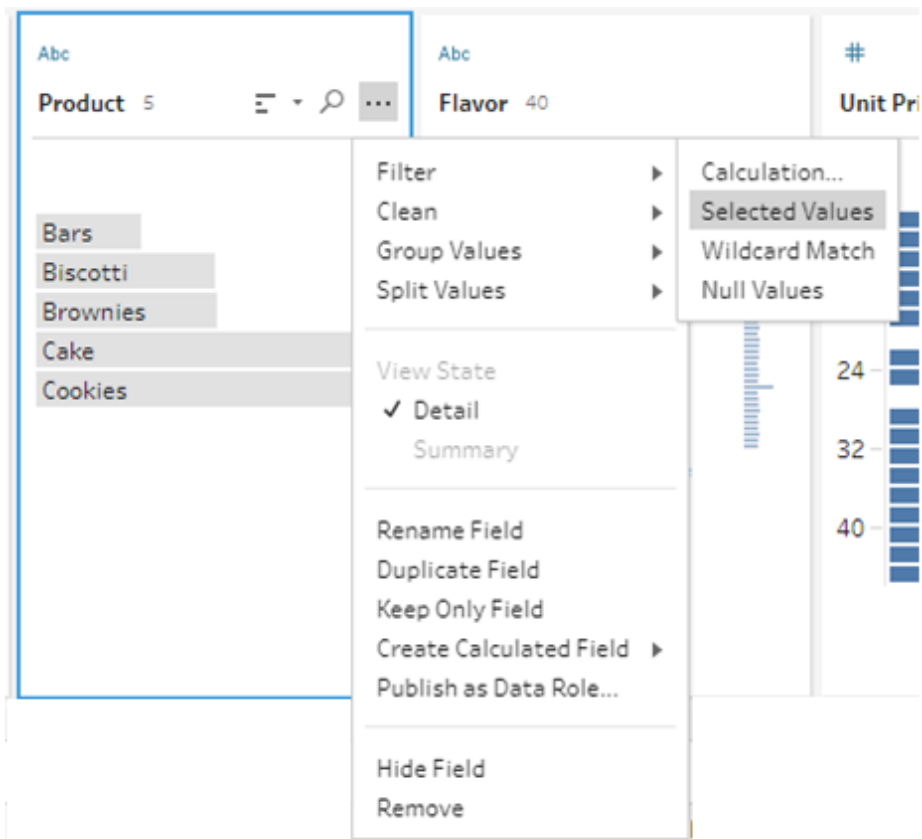 Abc
Product 5
Bars
Biscotti
Brownies
Cake
Cookies
Abc
Flavor 40
#
Unit Pri
24
32
40
Filter
Clean
Group Values
Split Values
View State
✓ Detail
Summary
Rename Field
Duplicate Field
Keep Only Field
Create Calculated Field
Publish as Data Role...
Hide Field
Remove
Calculation...
Selected Values
Wildcard Match
Null Values